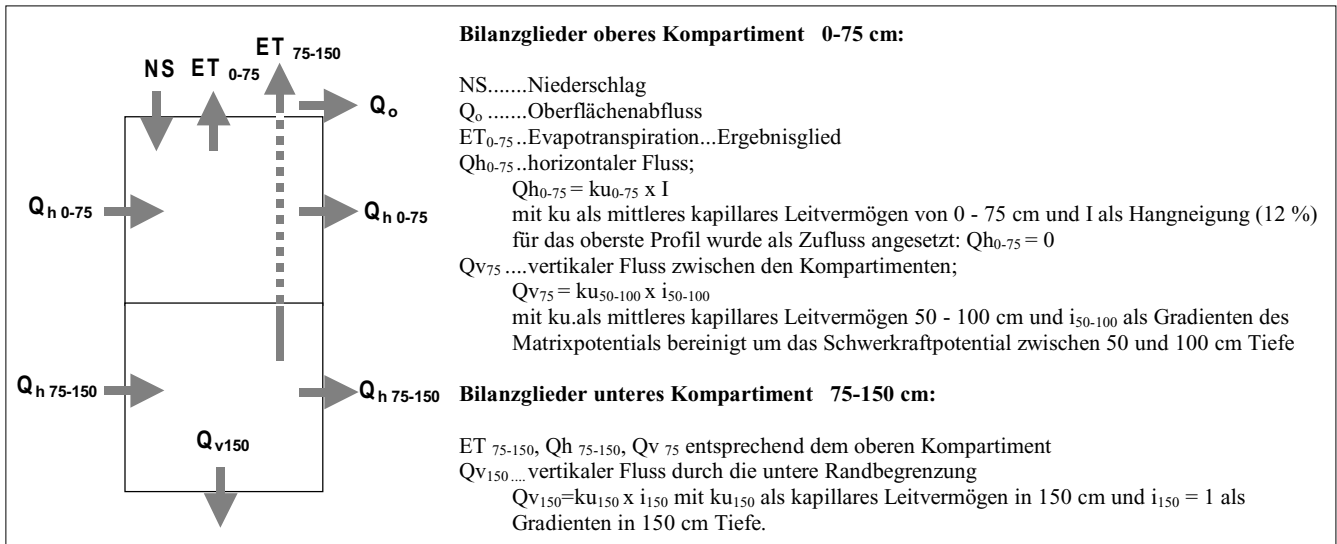 ET 75-150
NS ET 0-75
Qo
Qh 0-75
Qh 0-75
Qh 75-150
Qh 75-150
Qv150
Bilanzglieder oberes Kompartiment 0-75 cm:
NS.......Niederschlag
Qo .......Oberflächenabfluss
ET0-75..Evapotranspiration...Ergebnisglied
Qh0-75..horizontaler Fluss;
Qh0-75 = ku0-75 x I
mit ku als mittleres kapillares Leitvermögen von 0 - 75 cm und I als Hangneigung (12 %)
für das oberste Profil wurde als Zufluss angesetzt: Qh0-75 = 0
Qv75 ....vertikaler Fluss zwischen den Kompartimenten;
Qv75 = ku50-100 x i50-100
mit ku.als mittleres kapillares Leitvermögen 50 - 100 cm und i50-100 als Gradienten des
Matrixpotentials bereinigt um das Schwerkraftpotential zwischen 50 und 100 cm Tiefe
Bilanzglieder unteres Kompartiment 75-150 cm:
ET 75-150, Qh 75-150, Qv 75 entsprechend dem oberen Kompartiment
Qv150 .... vertikaler Fluss durch die untere Randbegrenzung
Qv150=ku150 x i150 mit ku150 als kapillares Leitvermögen in 150 cm und i150 = 1 als
Gradienten in 150 cm Tiefe.